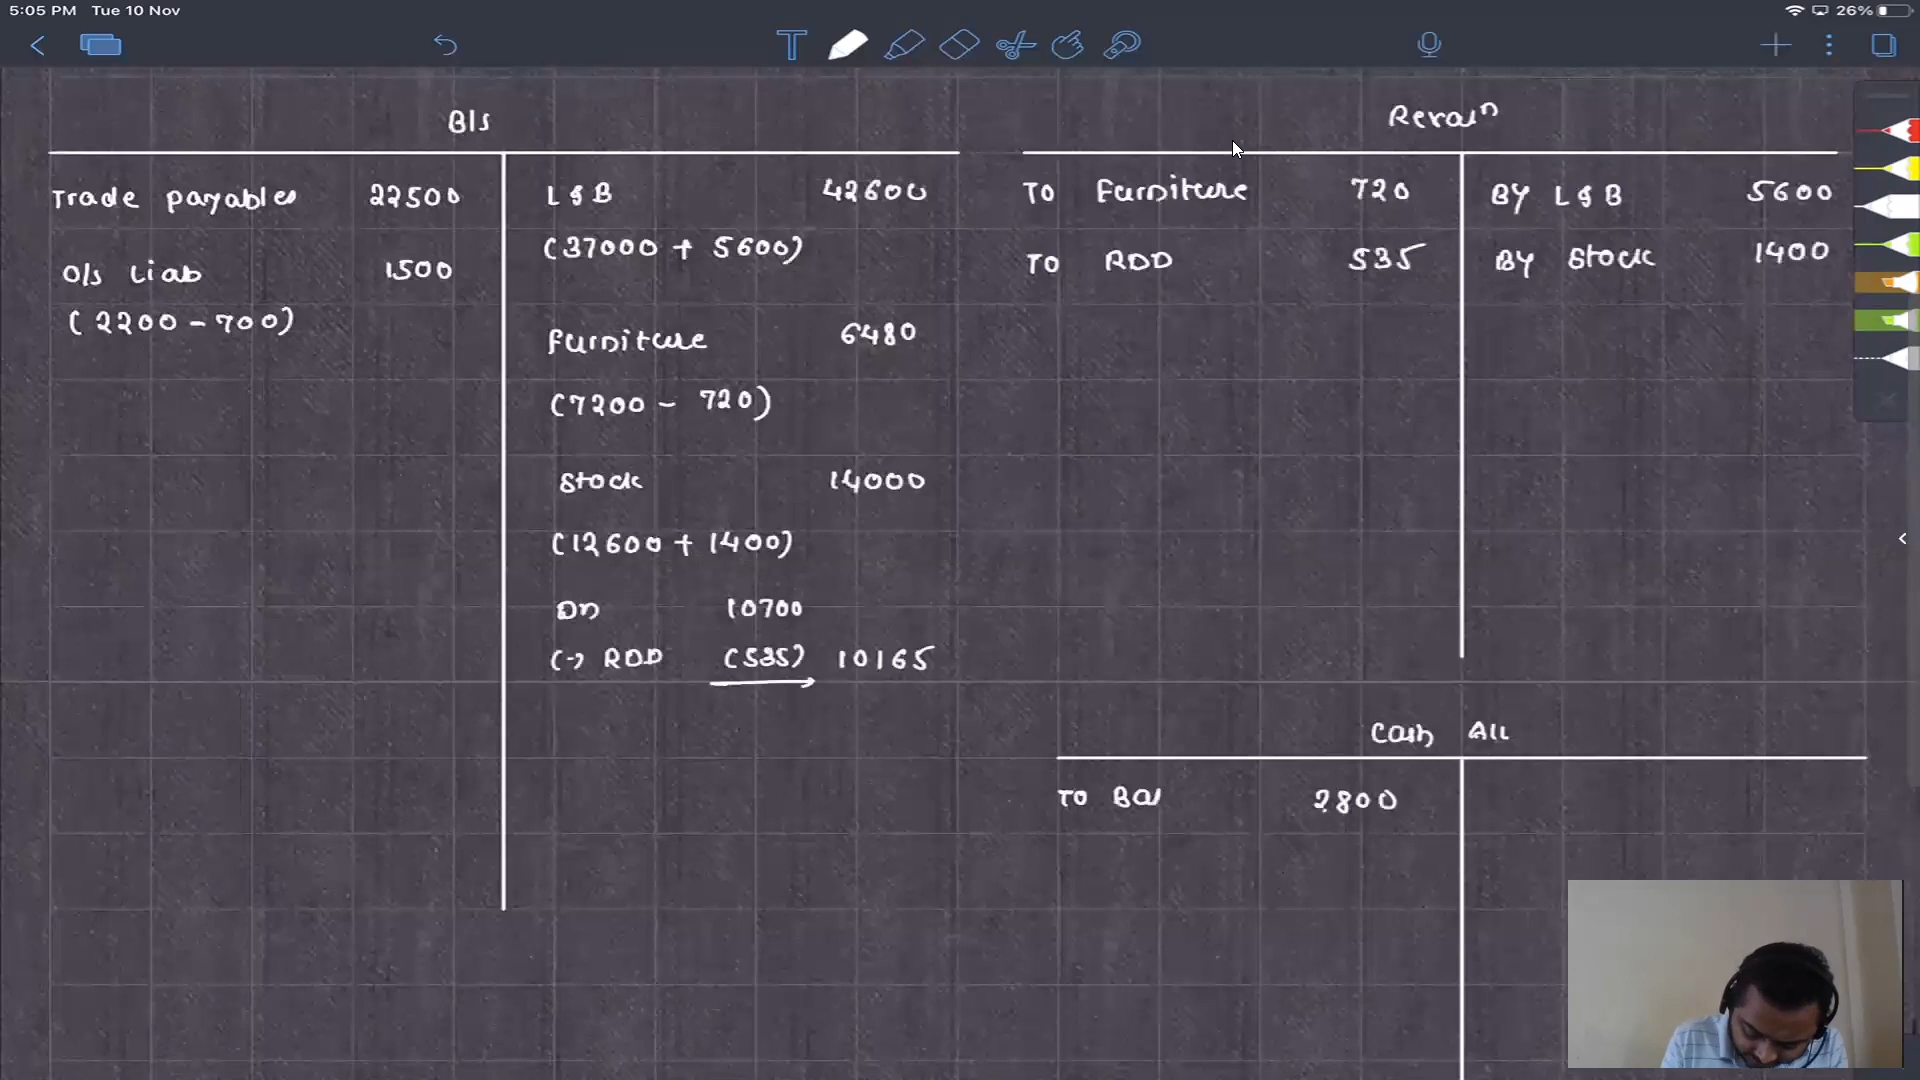 5:05 PM Tue 10 Nov
26%
T
B/s
Trade payables 22500
O/s Liab 1500
(2200 - 700)
L & B 42600
(37000 + 5600)
Furniture 6480
(7200 - 720)
Stock 14000
(12600 + 1400)
Drs 10700
(-) RDD (535) 10165
Revaln
To Furniture 720
To RDD 535
By L & B 5600
By Stock 1400
Cash A/c
To Bal 2800